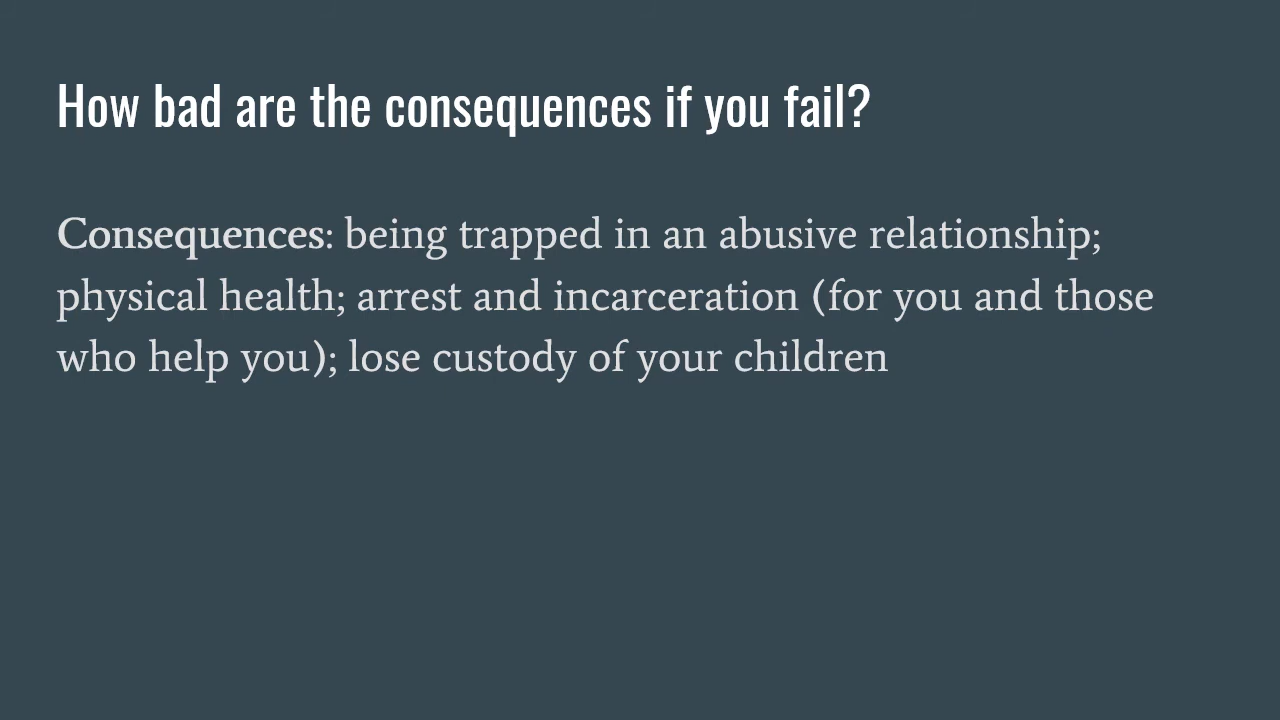 How bad are the consequences if you fail?
Consequences: being trapped in an abusive relationship;
physical health; arrest and incarceration (for you and those
who help you); lose custody of your children